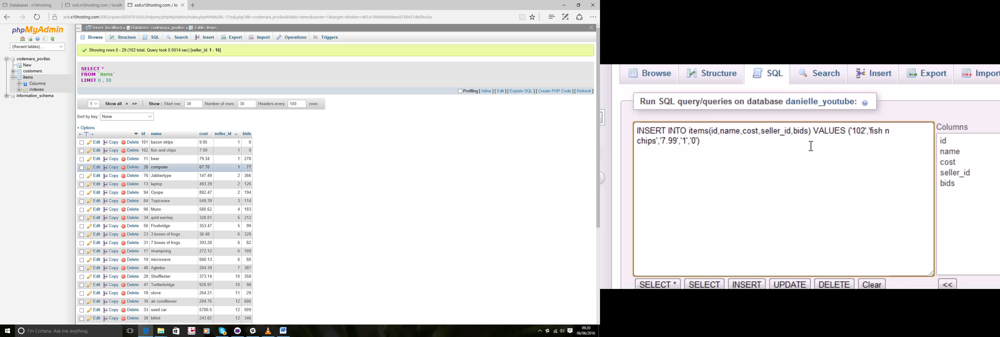 Databases - x10Hosting
xo6.x10hosting.com / localh
xo6.x10hosting.com / lo
xo6.x10hosting.com:2083/cpsess5820701020/3rdparty/phpMyAdmin/index.php#PMAURL-12:sql.php?db=codemara_povilas&table=items&server=1&target=&token=d61a1564bb0649eec8756437db00ce3a
phpMyAdmin
(Recent tables) ...
codemara_povilas
New
customers
items
Columns
Indexes
information_schema
Server: localhost » Database: codemara_povilas » Table: items
Browse Structure SQL Search Insert Export Import Operations Triggers
Showing rows 0 - 29 (102 total, Query took 0.0014 sec) [seller_id: 1 - 16]
SELECT *
FROM `items`
LIMIT 0 , 30
Profiling [ Inline ] [ Edit ] [ Explain SQL ] [ Create PHP Code ] [ Refresh ]
1 Show all > >> Show : Start row: 30 Number of rows: 30 Headers every 100 rows
Sort by key: None
+ Options
←T→ id name cost seller_id bids
Edit Copy Delete 101 bacon strips 9.95 1 0
Edit Copy Delete 102 fisn and chips 7.99 1 0
Edit Copy Delete 11 beer 79.34 1 278
Edit Copy Delete 20 computer 67.70 1 77
Edit Copy Delete 76 Jabbertype 147.49 2 366
Edit Copy Delete 13 laptop 493.39 2 126
Edit Copy Delete 94 Oyope 882.47 2 194
Edit Copy Delete 84 Topicware 549.39 3 114
Edit Copy Delete 96 Muxo 580.62 4 183
Edit Copy Delete 34 gold earring 328.01 5 212
Edit Copy Delete 50 Fivebridge 353.47 5 99
Edit Copy Delete 23 3 boxes of frogs 30.48 6 328
Edit Copy Delete 31 7 boxes of frogs 393.28 6 82
Edit Copy Delete 17 shampoing 272.12 6 108
Edit Copy Delete 19 microwave 660.13 6 60
Edit Copy Delete 48 Agimba 204.39 7 387
Edit Copy Delete 28 Shufflester 373.14 10 358
Edit Copy Delete 47 Twitterbridge 928.97 10 98
Edit Copy Delete 18 stove 264.21 11 29
Edit Copy Delete 39 air conditioner 204.76 12 686
Edit Copy Delete 33 used car 5700.5 12 509
Edit Copy Delete 38 bikini 243.82 12 346
I'm Cortana. Ask me anything.
09:20
06/06/2016
Browse Structure SQL Search Insert Export Import
Run SQL query/queries on database danielle_youtube:
INSERT INTO items(id,name,cost,seller_id,bids) VALUES ('102','fish n
chips','7.99','1','0')
Columns
id
name
cost
seller_id
bids
SELECT * SELECT INSERT UPDATE DELETE Clear <<